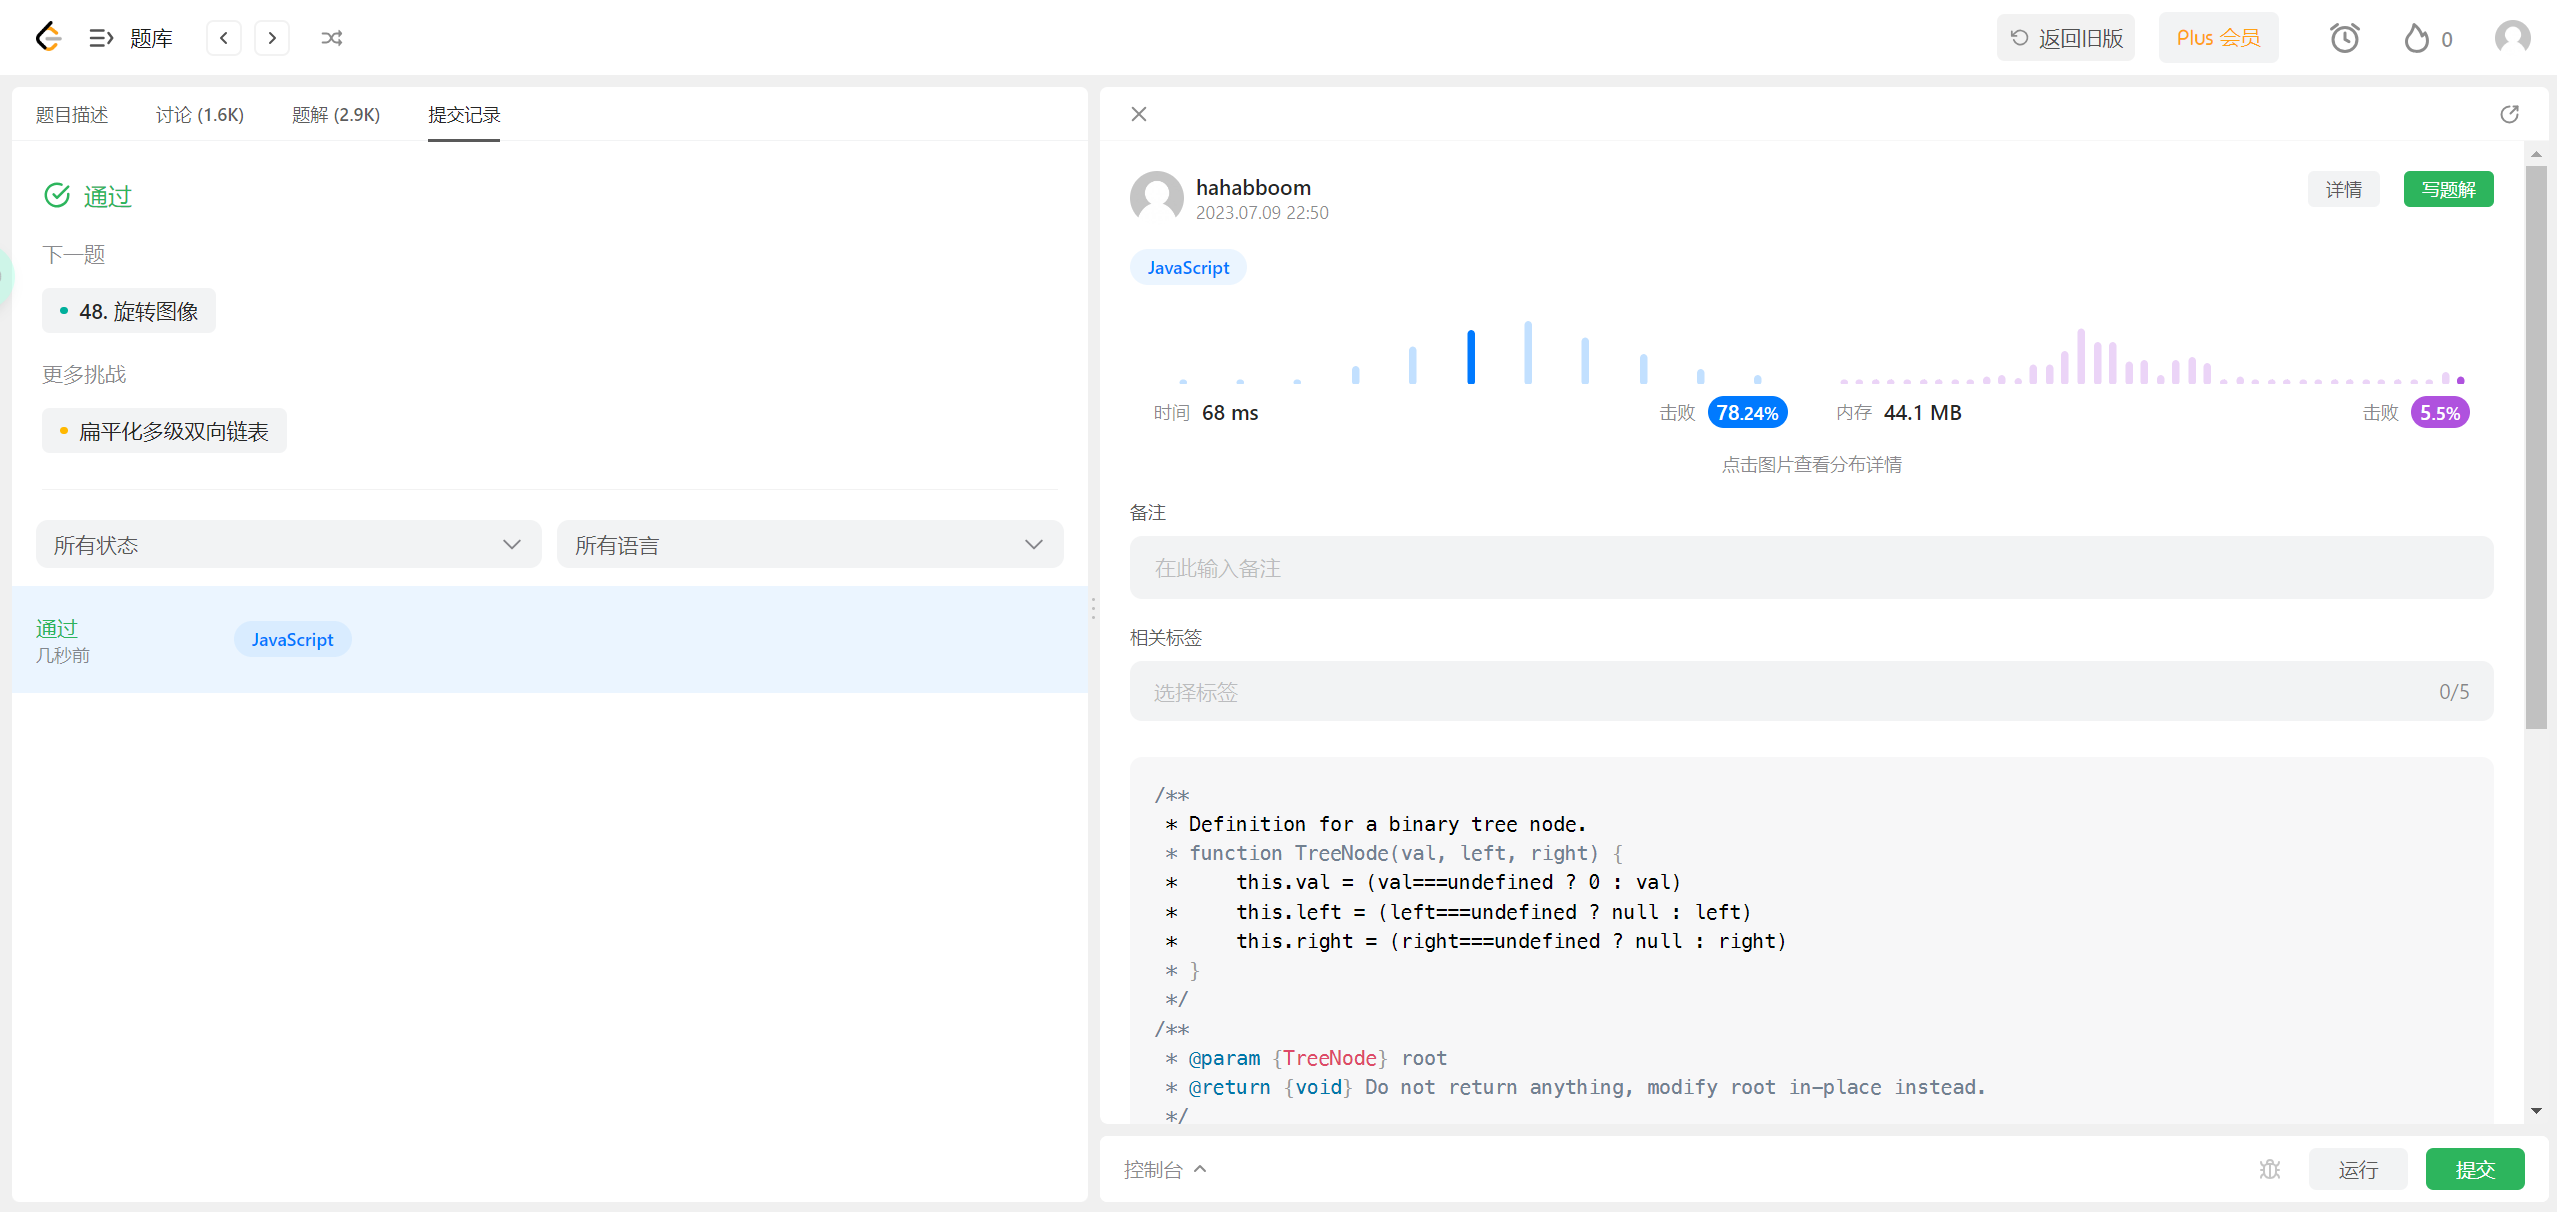 题库
返回旧版
Plus 会员
0
题目描述
讨论 (1.6K)
题解 (2.9K)
提交记录
通过
下一题
48. 旋转图像
更多挑战
扁平化多级双向链表
所有状态
所有语言
通过
几秒前
JavaScript
hahabboom
2023.07.09 22:50
详情
写题解
JavaScript
时间 68 ms
击败 78.24%
内存 44.1 MB
击败 5.5%
点击图片查看分布详情
备注
在此输入备注
相关标签
选择标签
0/5
/**
 * Definition for a binary tree node.
 * function TreeNode(val, left, right) {
 *     this.val = (val===undefined ? 0 : val)
 *     this.left = (left===undefined ? null : left)
 *     this.right = (right===undefined ? null : right)
 * }
 */
/**
 * @param {TreeNode} root
 * @return {void} Do not return anything, modify root in-place instead.
 */
控制台
运行
提交